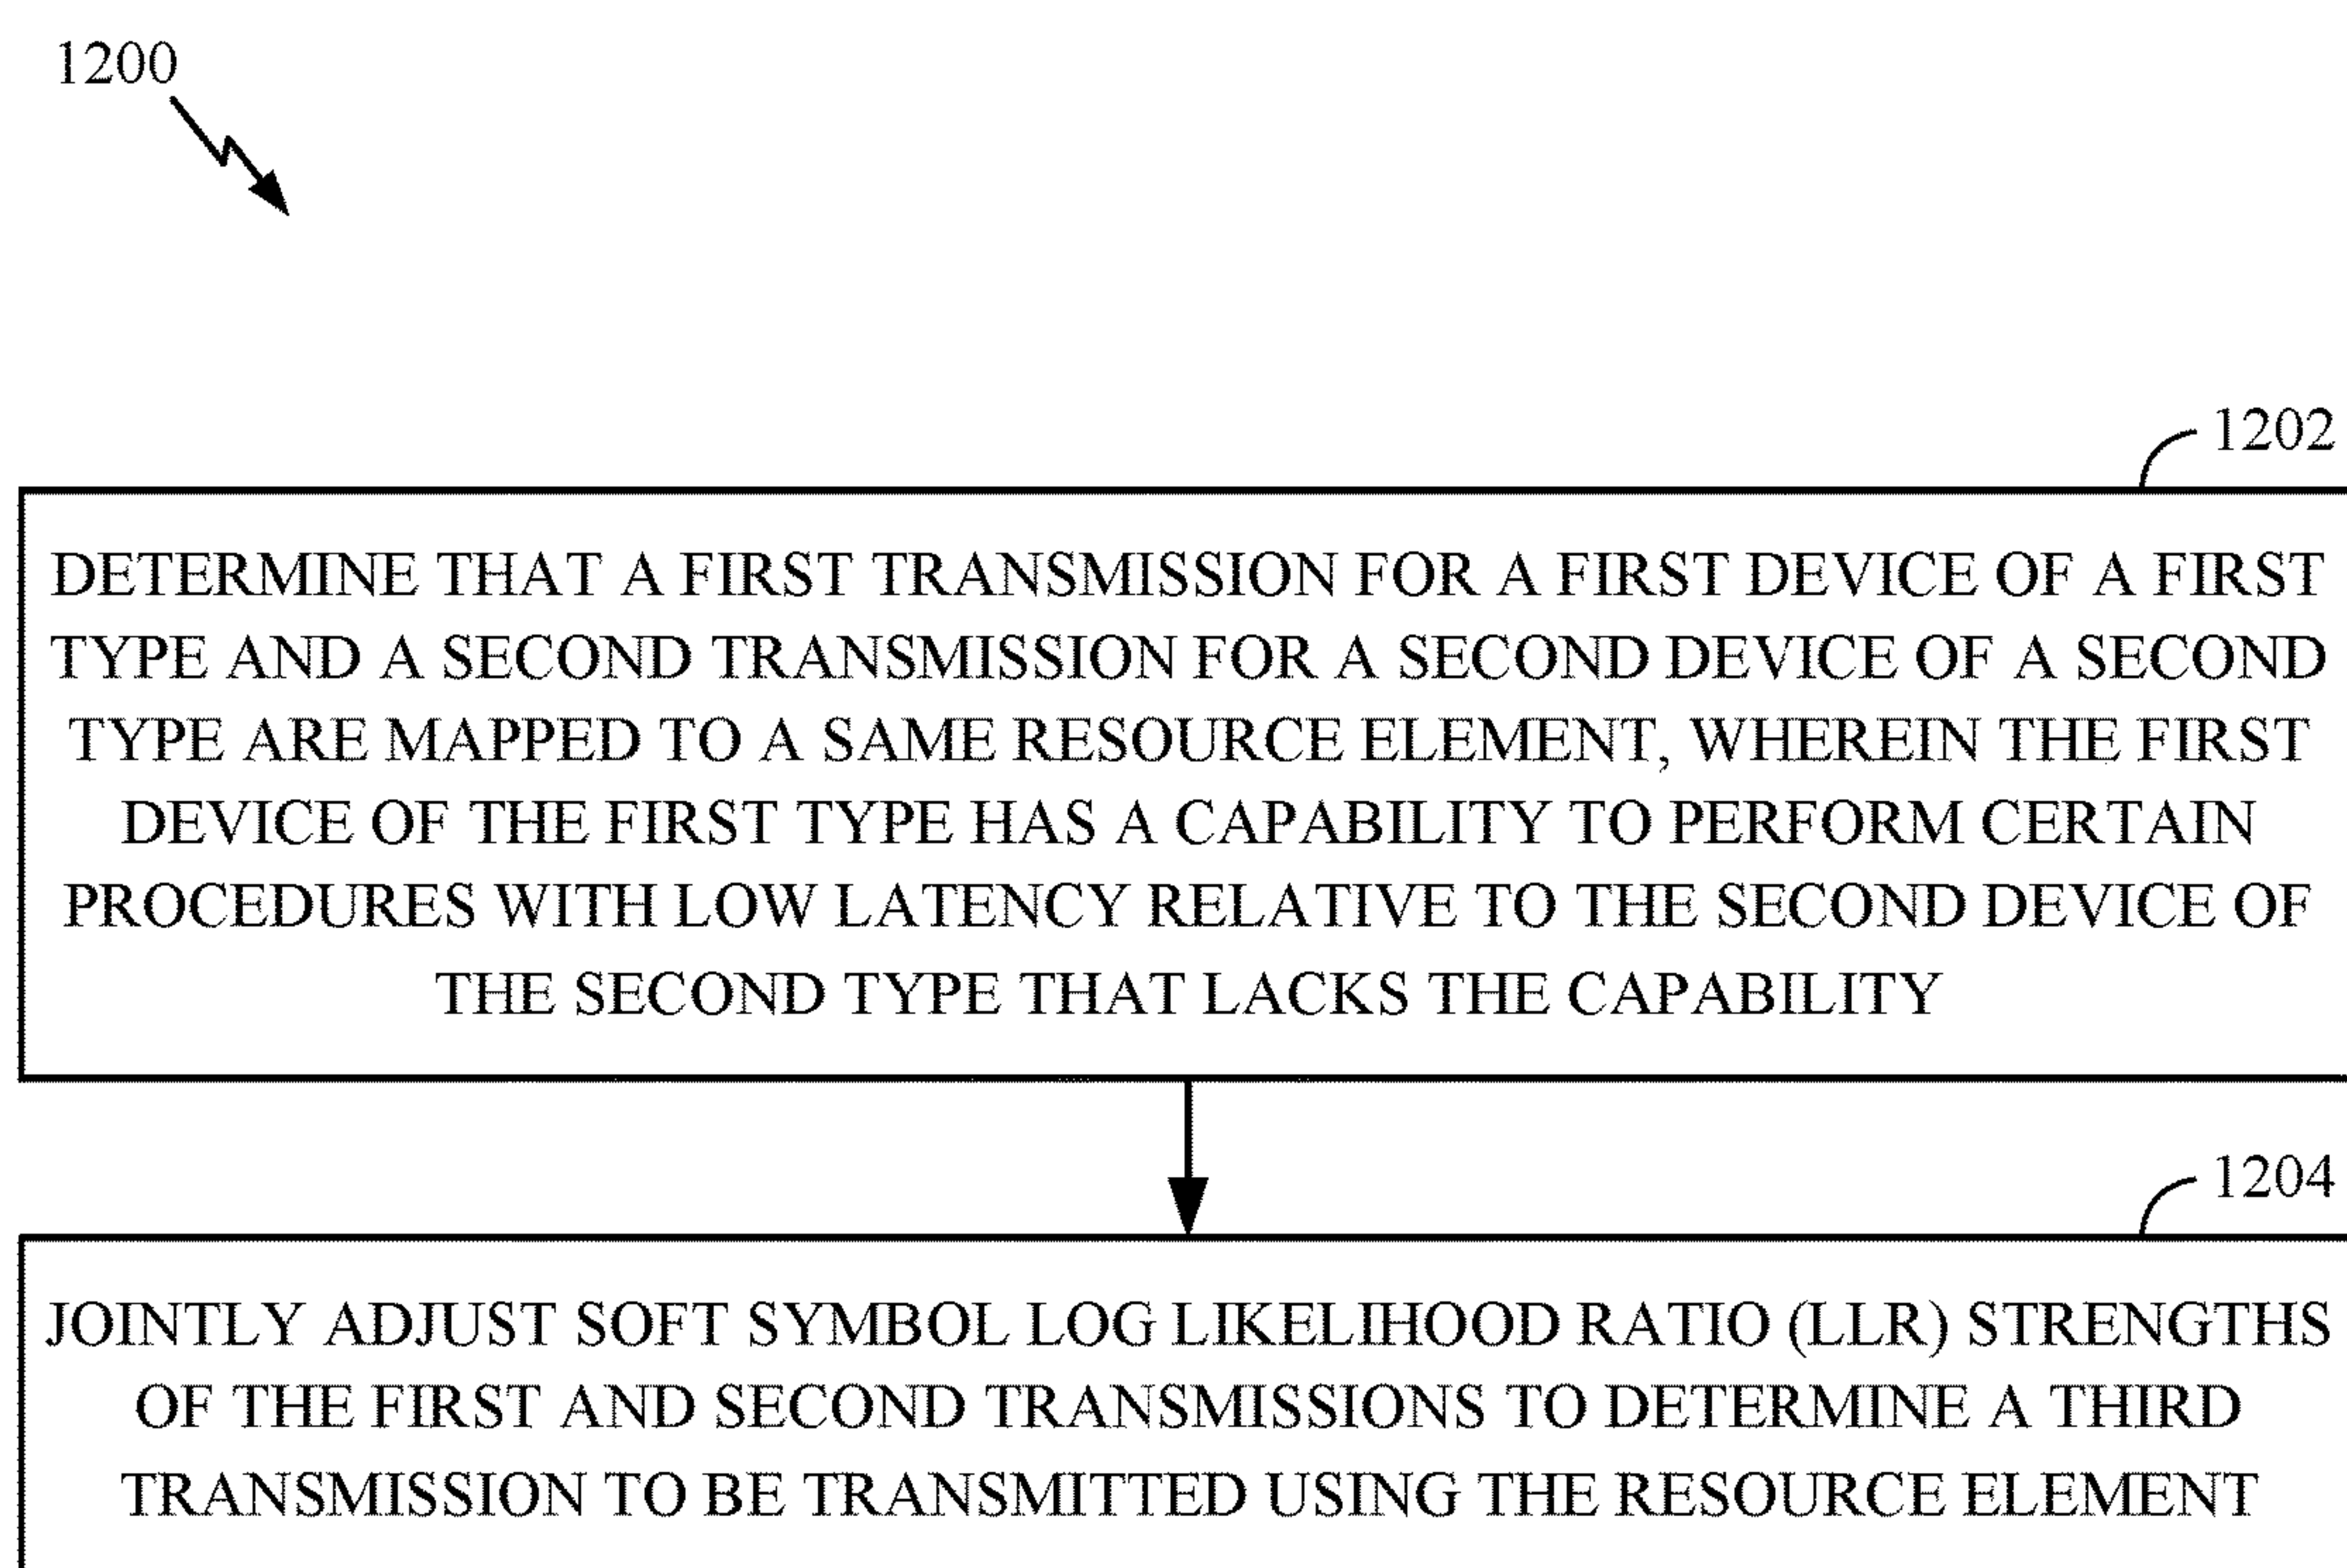 1200
1202
DETERMINE THAT A FIRST TRANSMISSION FOR A FIRST DEVICE OF A FIRST
TYPE AND A SECOND TRANSMISSION FOR A SECOND DEVICE OF A SECOND
TYPE ARE MAPPED TO A SAME RESOURCE ELEMENT, WHEREIN THE FIRST
DEVICE OF THE FIRST TYPE HAS A CAPABILITY TO PERFORM CERTAIN
PROCEDURES WITH LOW LATENCY RELATIVE TO THE SECOND DEVICE OF
THE SECOND TYPE THAT LACKS THE CAPABILITY
1204
JOINTLY ADJUST SOFT SYMBOL LOG LIKELIHOOD RATIO (LLR) STRENGTHS
OF THE FIRST AND SECOND TRANSMISSIONS TO DETERMINE A THIRD
TRANSMISSION TO BE TRANSMITTED USING THE RESOURCE ELEMENT